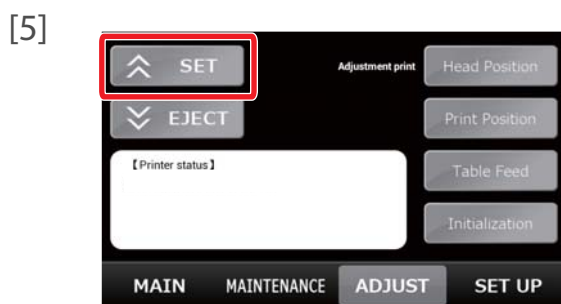 [5]
SET
Adjustment print
Head Position
EJECT
Print Position
【Printer status】
Table Feed
Initialization
MAIN MAINTENANCE ADJUST SET UP